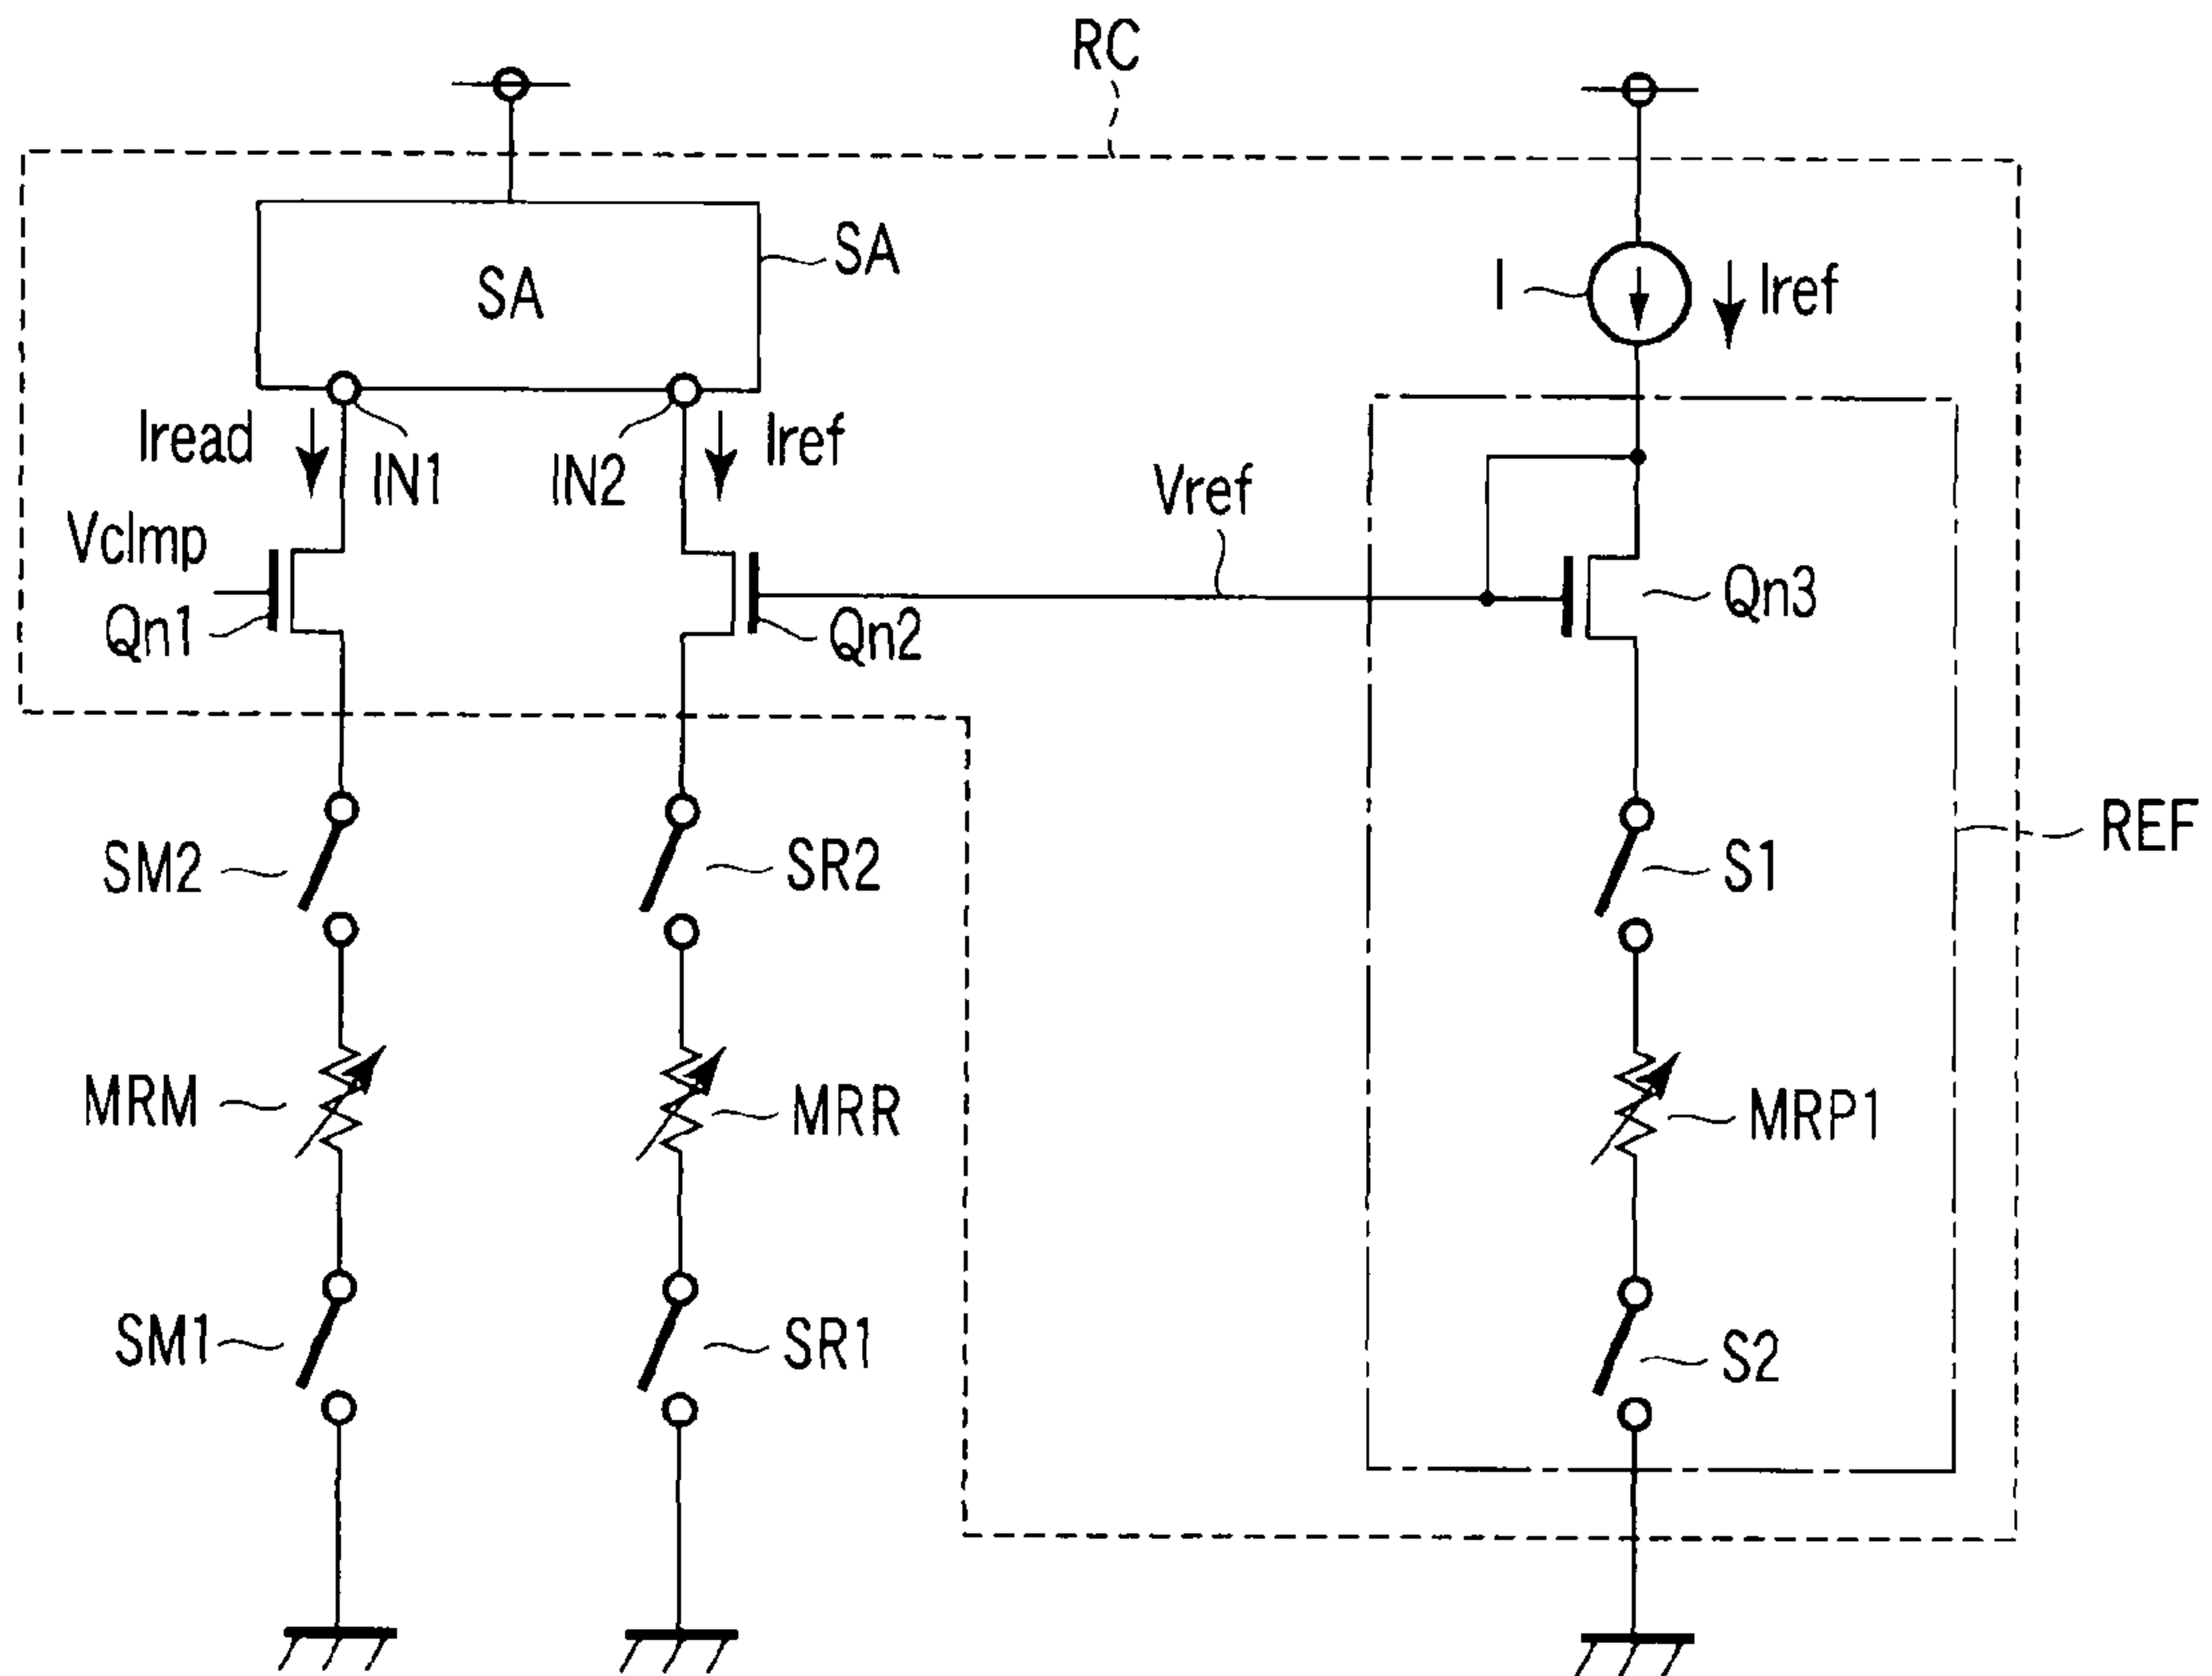 RC
SA
SA
I
Iref
Iread
IN1
IN2
Iref
Vclmp
Vref
Qn1
Qn2
Qn3
SM2
SR2
S1
REF
MRM
MRR
MRP1
SM1
SR1
S2